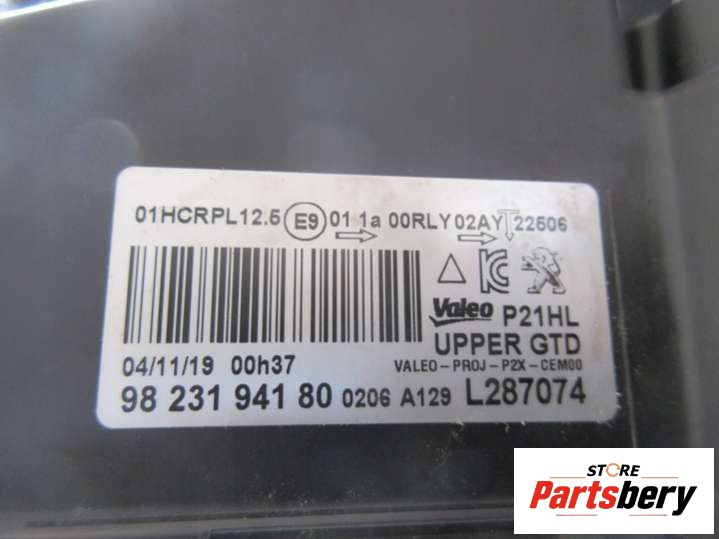 01HCRPL12.5 E9 01 1a 00RLY 02AY 22506
KC
Valeo P21HL
UPPER GTD
04/11/19 00h37 VALEO-PROJ-P2X-CEM00
98 231 941 80 0206 A129 L287074
STORE
Partsbery